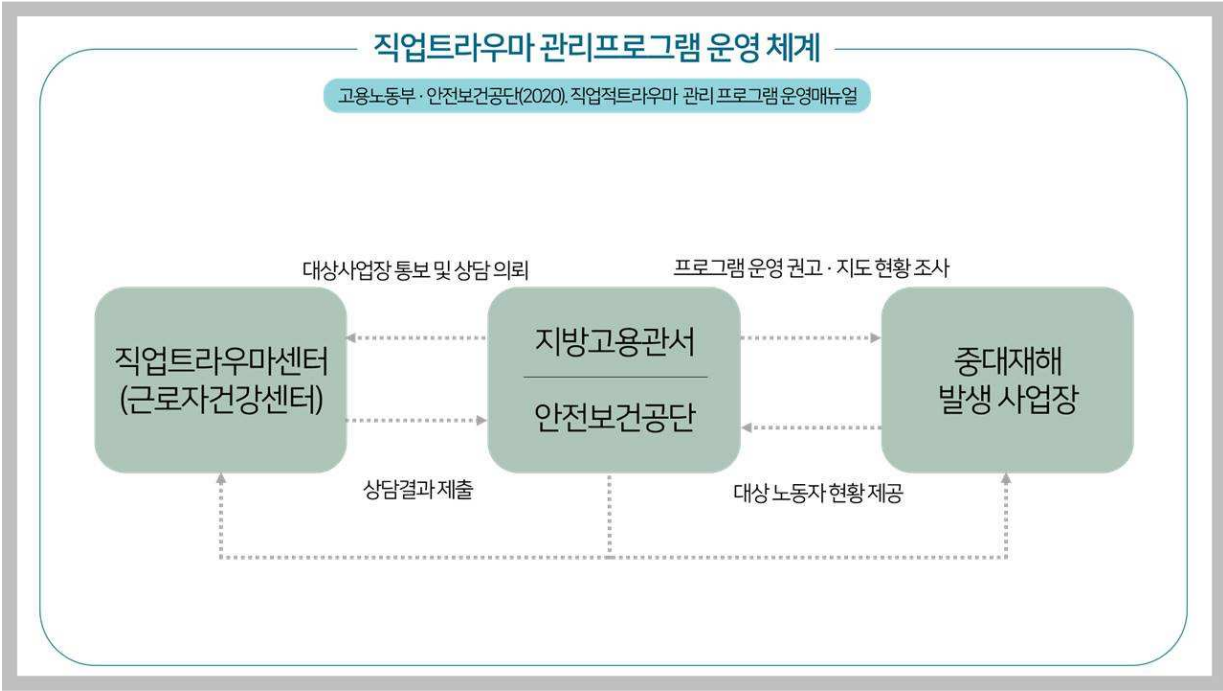 직업트라우마 관리프로그램 운영 체계
고용노동부·안전보건공단(2020). 직업적트라우마 관리 프로그램 운영매뉴얼
대상사업장 통보 및 상담 의뢰
프로그램 운영 권고·지도 현황 조사
직업트라우마센터
(근로자건강센터)
지방고용관서
안전보건공단
중대재해
발생 사업장
상담결과 제출
대상 노동자 현황 제공